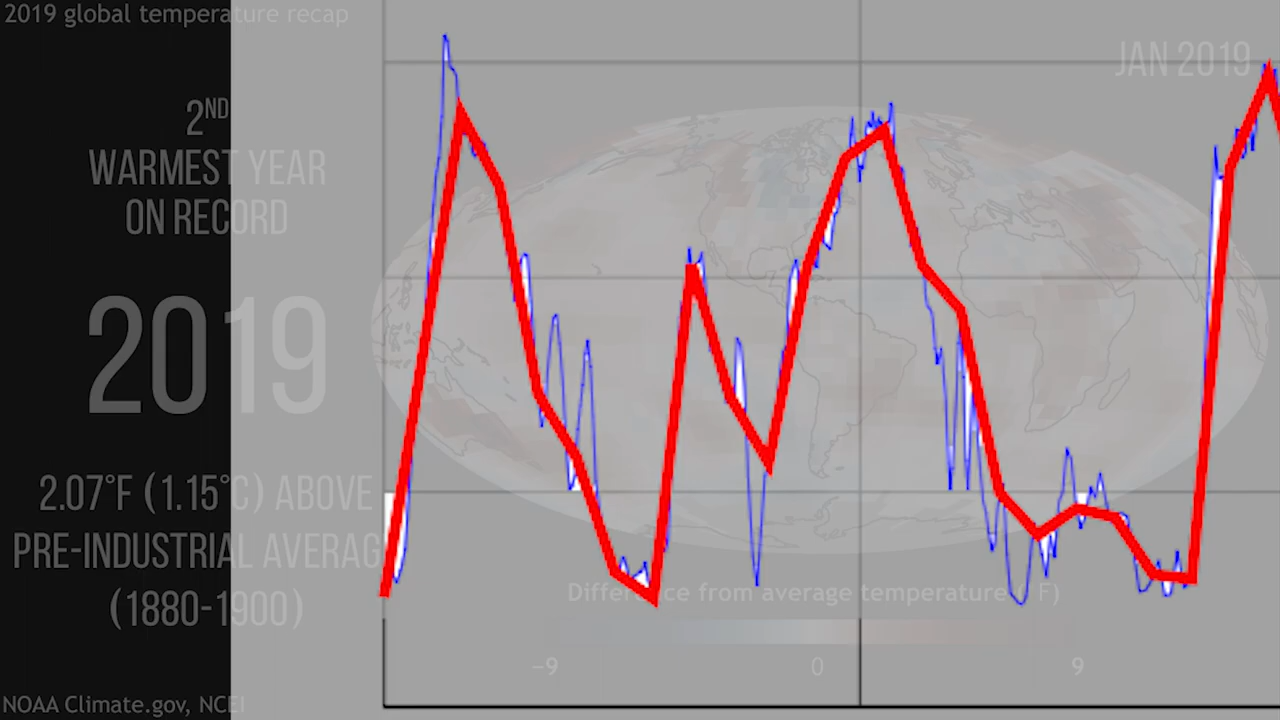 2019 global temperature recap
JAN 2019
2ND
WARMEST YEAR
ON RECORD
2019
2.07°F (1.15°C) ABOVE
PRE-INDUSTRIAL AVERAG
(1880-1900)
Difference from average temperature (°F)
−9 0 9
NOAA Climate.gov, NCEI